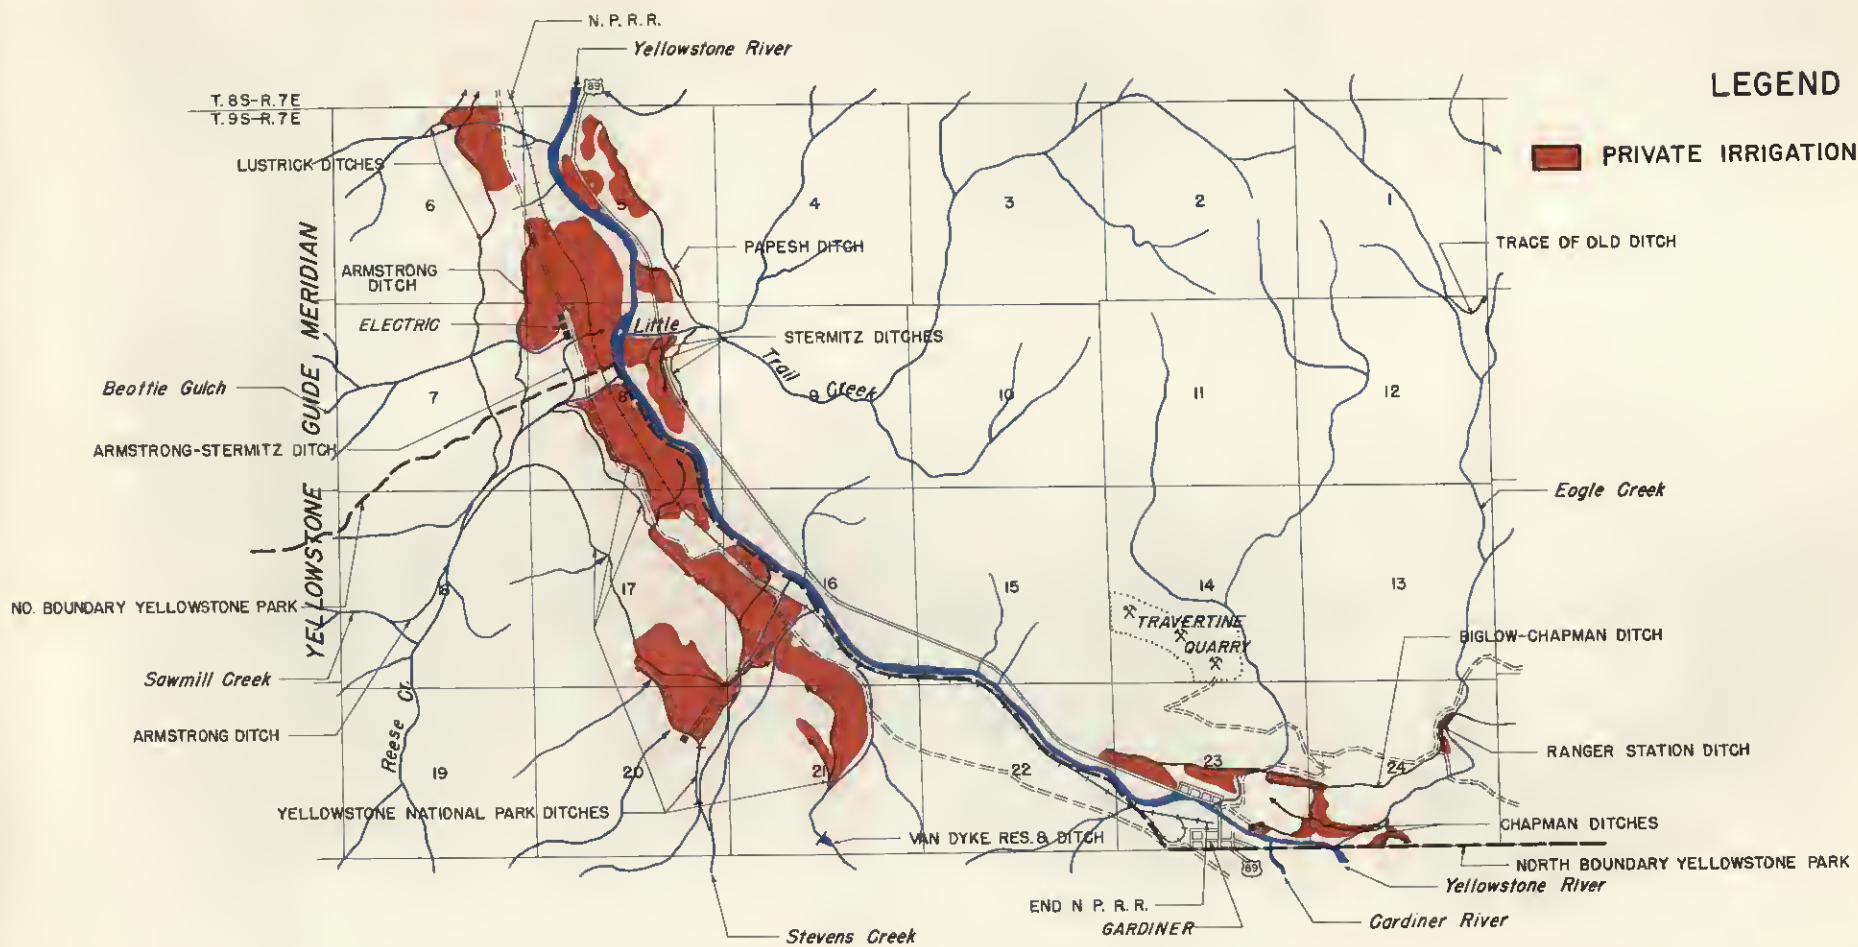 N. P. R. R.
Yellowstone River
89
T. 8S-R. 7E
T. 9S-R. 7E
LEGEND
PRIVATE IRRIGATION
LUSTRICK DITCHES
6
5
4
3
2
1
TRACE OF OLD DITCH
PAPESH DITCH
ARMSTRONG
DITCH
ELECTRIC
Little
Trail
Creek
STERMITZ DITCHES
YELLOWSTONE GUIDE MERIDIAN
Beattie Gulch
7
8
9
10
11
12
ARMSTRONG-STERMITZ DITCH
Eagle Creek
18
17
16
15
14
13
NO. BOUNDARY YELLOWSTONE PARK
TRAVERTINE
QUARRY
BIGLOW-CHAPMAN DITCH
Sawmill Creek
Reese Cr.
ARMSTRONG DITCH
RANGER STATION DITCH
19
20
21
22
23
24
YELLOWSTONE NATIONAL PARK DITCHES
VAN DYKE RES. & DITCH
CHAPMAN DITCHES
NORTH BOUNDARY YELLOWSTONE PARK
89
Yellowstone River
END N P. R. R.
GARDINER
Gardiner River
Stevens Creek